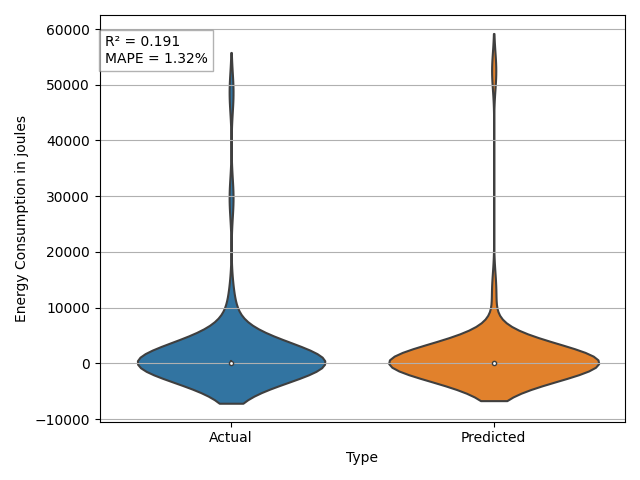 R² = 0.191
MAPE = 1.32%
Energy Consumption in joules
60000
50000
40000
30000
20000
10000
0
−10000
Actual
Predicted
Type